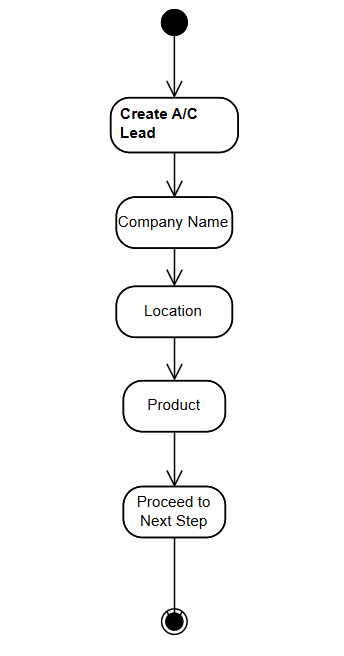 Create A/C
Lead
Company Name
Location
Product
Proceed to
Next Step